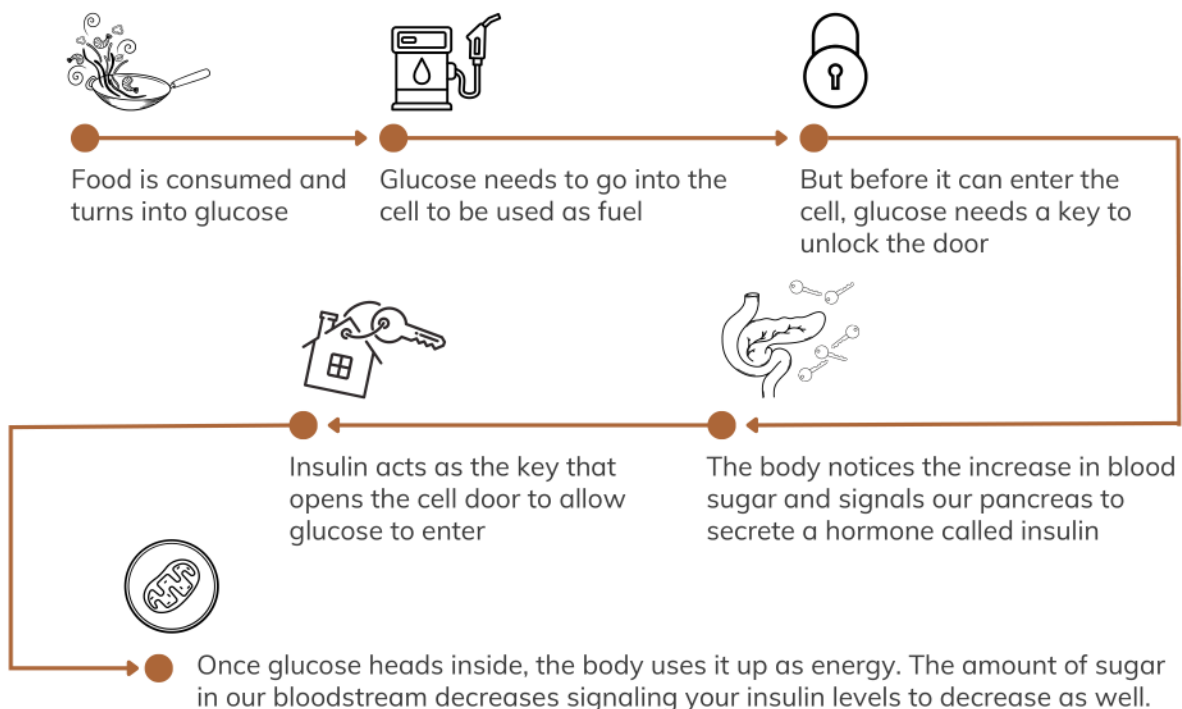 Food is consumed and
turns into glucose
Glucose needs to go into the
cell to be used as fuel
But before it can enter the
cell, glucose needs a key to
unlock the door
The body notices the increase in blood
sugar and signals our pancreas to
secrete a hormone called insulin
Insulin acts as the key that
opens the cell door to allow
glucose to enter
Once glucose heads inside, the body uses it up as energy. The amount of sugar
in our bloodstream decreases signaling your insulin levels to decrease as well.